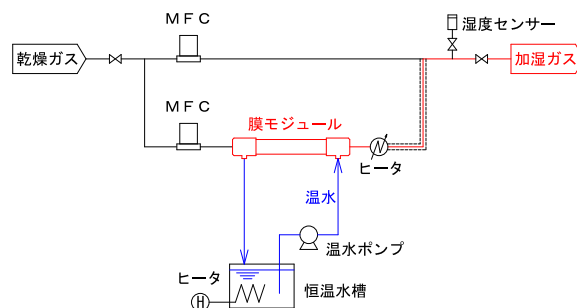 ＭＦＣ
湿度センサー
乾燥ガス
加湿ガス
ＭＦＣ
膜モジュール
ヒータ
温水
温水ポンプ
ヒータ
恒温水槽
H